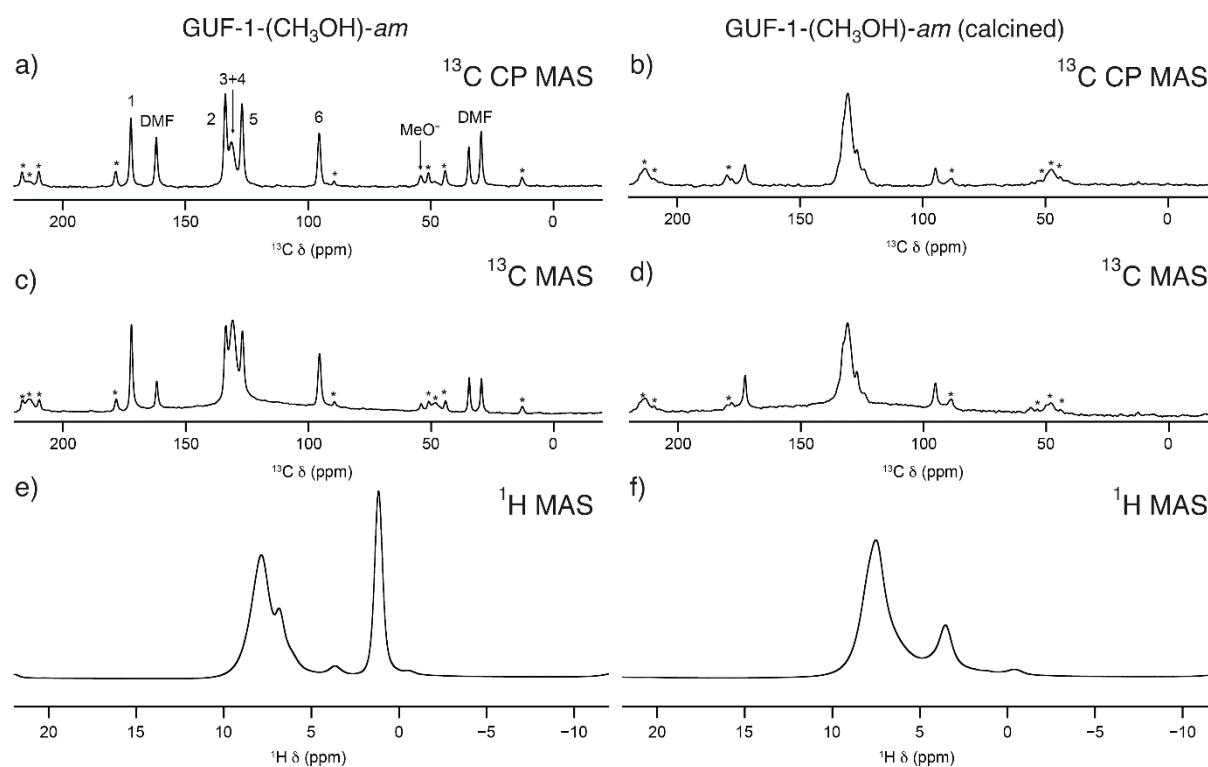 GUF-1-(CH₃OH)-am
GUF-1-(CH₃OH)-am (calcined)
a)
¹³C CP MAS
1
DMF
2
3+4
5
6
MeO⁻
DMF
* * * * * * * *
200 150 100 50 0
¹³C δ (ppm)
b)
¹³C CP MAS
* * * * * * *
200 150 100 50 0
¹³C δ (ppm)
c)
¹³C MAS
* * * * * * * * *
200 150 100 50 0
¹³C δ (ppm)
d)
¹³C MAS
* * * * * * *
200 150 100 50 0
¹³C δ (ppm)
e)
¹H MAS
20 15 10 5 0 −5 −10
¹H δ (ppm)
f)
¹H MAS
20 15 10 5 0 −5 −10
¹H δ (ppm)